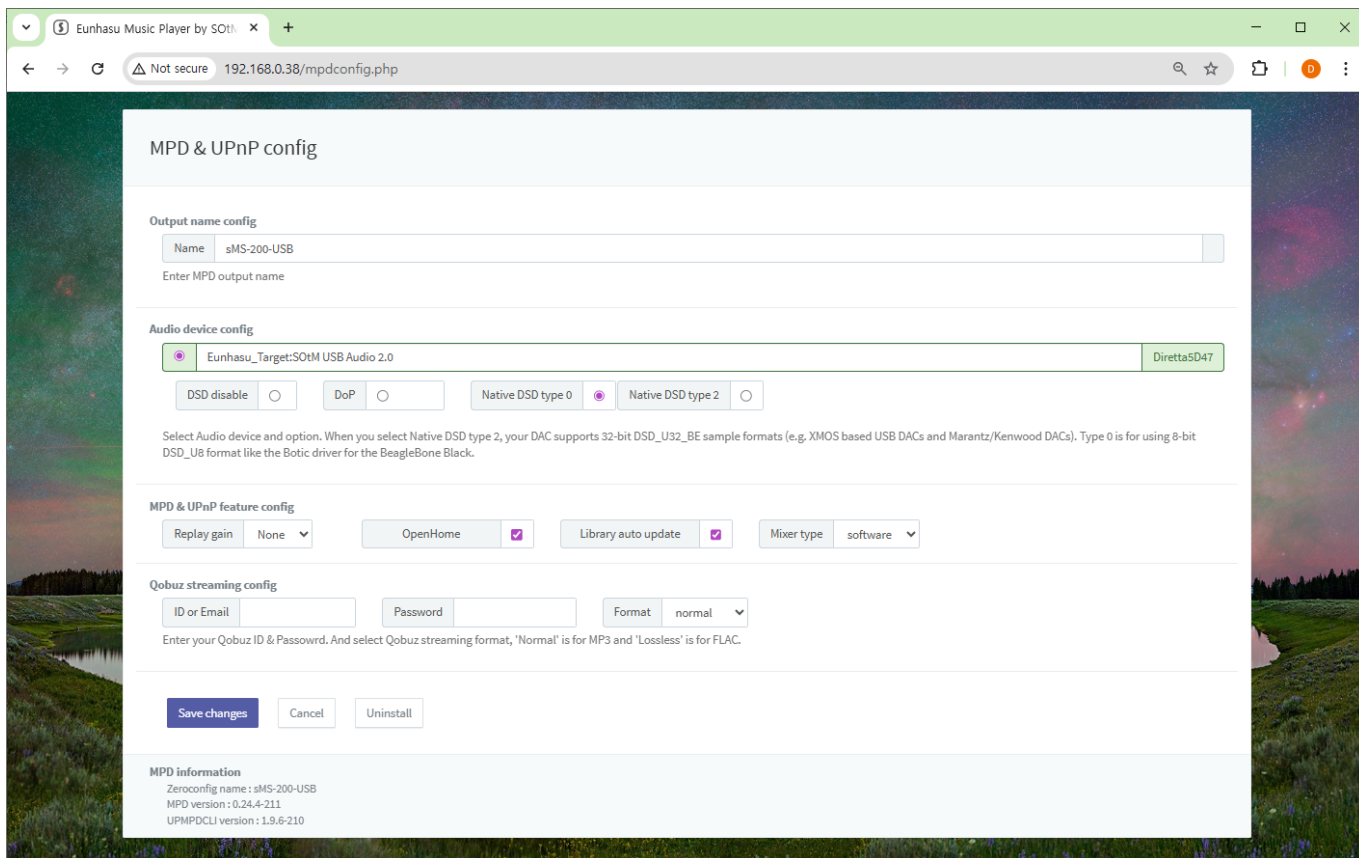 Eunhasu Music Player by SOtM
Not secure 192.168.0.38/mpdconfig.php
D
MPD & UPnP config
Output name config
Name sMS-200-USB
Enter MPD output name
Audio device config
Eunhasu_Target:SOtM USB Audio 2.0 Diretta5D47
DSD disable DoP Native DSD type 0 Native DSD type 2
Select Audio device and option. When you select Native DSD type 2, your DAC supports 32-bit DSD_U32_BE sample formats (e.g. XMOS based USB DACs and Marantz/Kenwood DACs). Type 0 is for using 8-bit
DSD_U8 format like the Botic driver for the BeagleBone Black.
MPD & UPnP feature config
Replay gain None OpenHome Library auto update Mixer type software
Qobuz streaming config
ID or Email Password Format normal
Enter your Qobuz ID & Passowrd. And select Qobuz streaming format, 'Normal' is for MP3 and 'Lossless' is for FLAC.
Save changes Cancel Uninstall
MPD information
Zeroconfig name : sMS-200-USB
MPD version : 0.24.4-211
UPMPDCLI version : 1.9.6-210